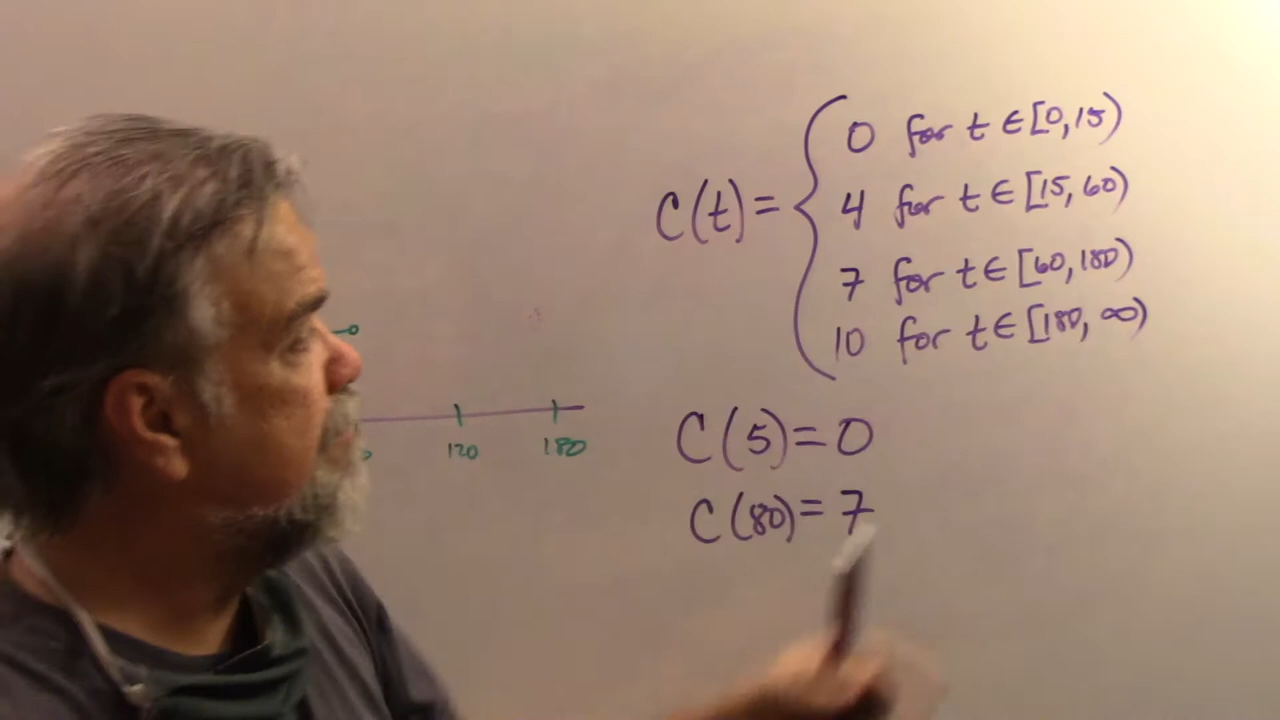 C(t)= { 0 for t ∈ [0,15)
4 for t ∈ [15,60)
7 for t ∈ [60,180)
10 for t ∈ [180, ∞)
C(5)=0
C(80)=7
120 180